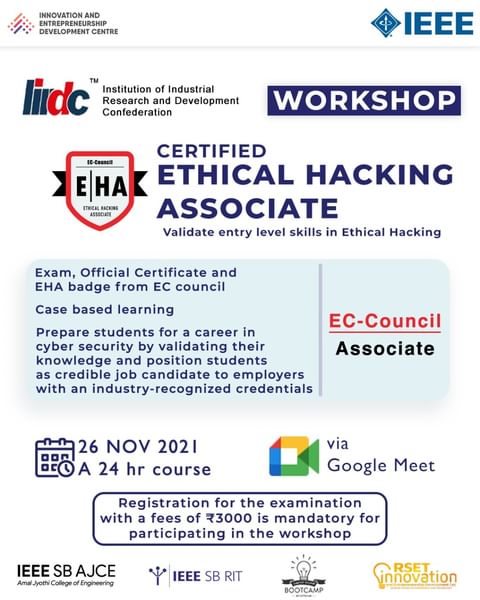 INNOVATION AND
ENTREPRENEURSHIP
DEVELOPMENT CENTRE
IEEE
iirdc TM
Institution of Industrial
Research and Development
Confederation
WORKSHOP
EC-Council
E|HA
ETHICAL HACKING
ASSOCIATE
CERTIFIED
ETHICAL HACKING
ASSOCIATE
Validate entry level skills in Ethical Hacking
Exam, Official Certificate and
EHA badge from EC council
Case based learning
Prepare students for a career in
cyber security by validating their
knowledge and position students
as credible job candidate to employers
with an industry-recognized credentials
EC-Council
Associate
26 NOV 2021
A 24 hr course
via
Google Meet
Registration for the examination
with a fees of ₹3000 is mandatory for
participating in the workshop
IEEE SB AJCE
Amal Jyothi College of Engineering
IEEE SB RIT
BOOTCAMP
RSET
innovation